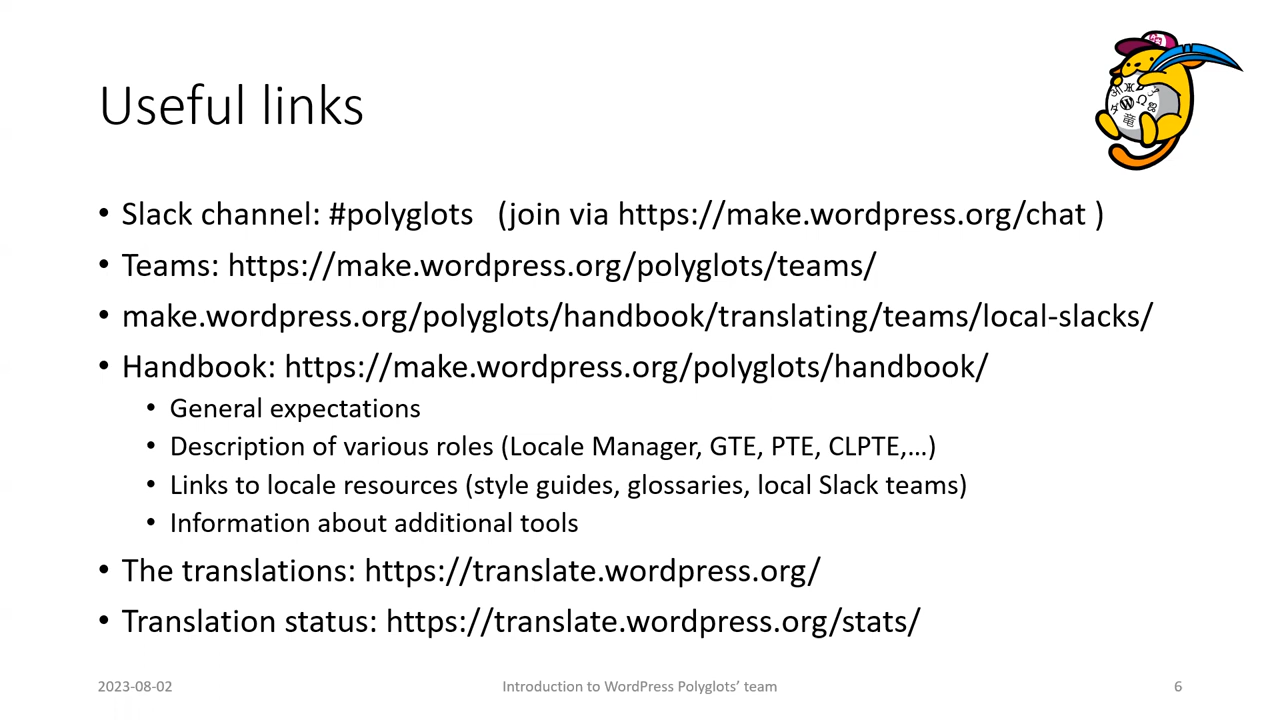 Useful links
• Slack channel: #polyglots (join via https://make.wordpress.org/chat )
• Teams: https://make.wordpress.org/polyglots/teams/
• make.wordpress.org/polyglots/handbook/translating/teams/local-slacks/
• Handbook: https://make.wordpress.org/polyglots/handbook/
• General expectations
• Description of various roles (Locale Manager, GTE, PTE, CLPTE,...)
• Links to locale resources (style guides, glossaries, local Slack teams)
• Information about additional tools
• The translations: https://translate.wordpress.org/
• Translation status: https://translate.wordpress.org/stats/
2023-08-02
Introduction to WordPress Polyglots’ team
6